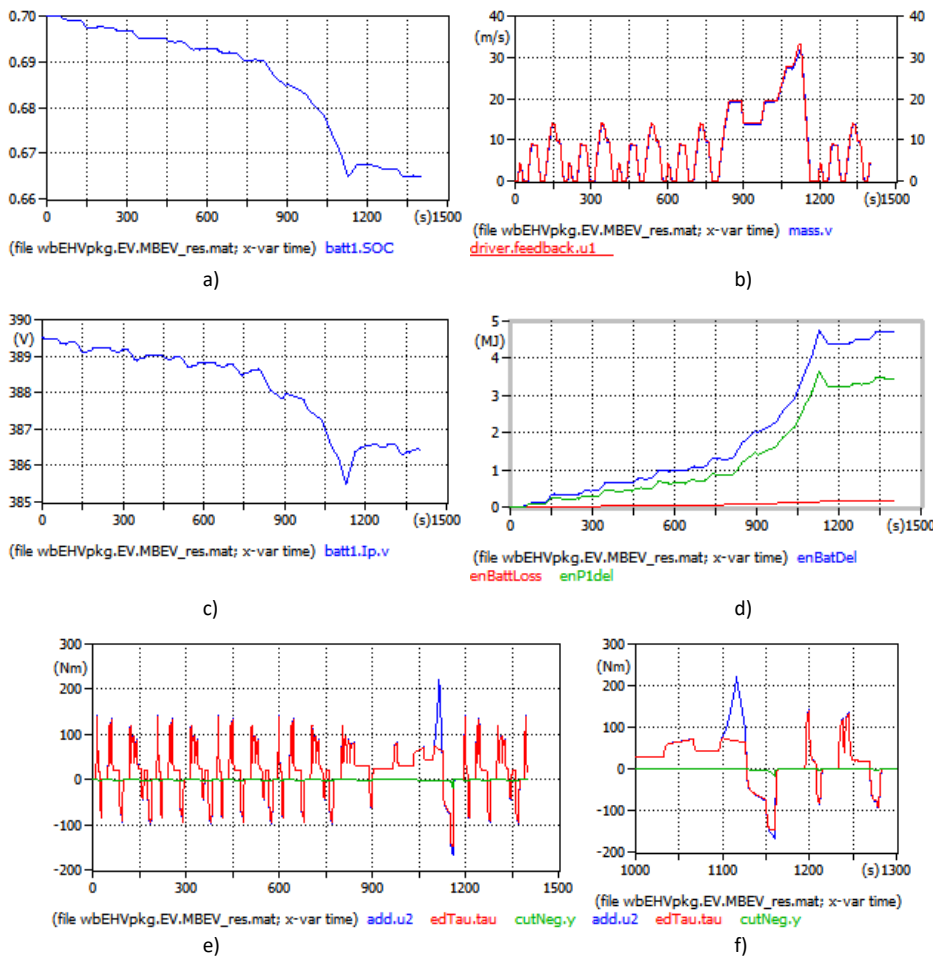 0.70
0.69
0.68
0.67
0.66
0 300 600 900 (s)1500
(file wbEHVpkg.EV.MBEV_res.mat; x-var time) batt1.SOC
a)
40 40
(m/s)
30 30
20 20
10 10
0 0
0 300 600 900 (s)1500
(file wbEHVpkg.EV.MBEV_res.mat; x-var time) mass.v
driver.feedback.u1
b)
390
(V)
389
388
387
386
385
0 300 600 900 (s)1500
(file wbEHVpkg.EV.MBEV_res.mat; x-var time) batt1.Ip.v
c)
5
(MJ)
4
3
2
1
0
0 300 600 900 (s)1500
(file wbEHVpkg.EV.MBEV_res.mat; x-var time) enBatDel
enBattLoss enP1del
d)
300
(Nm)
200
100
0
-100
-200
0 300 600 900 1200 1500
(file wbEHVpkg.EV.MBEV_res.mat; x-var time) add.u2 edTau.tau cutNeg.y
e)
300
(Nm)
200
100
0
-100
-200
1000 1100 1200 (s) 1300
(file wbEHVpkg.EV.MBEV_res.mat; x-var time)
add.u2 edTau.tau cutNeg.y
f)